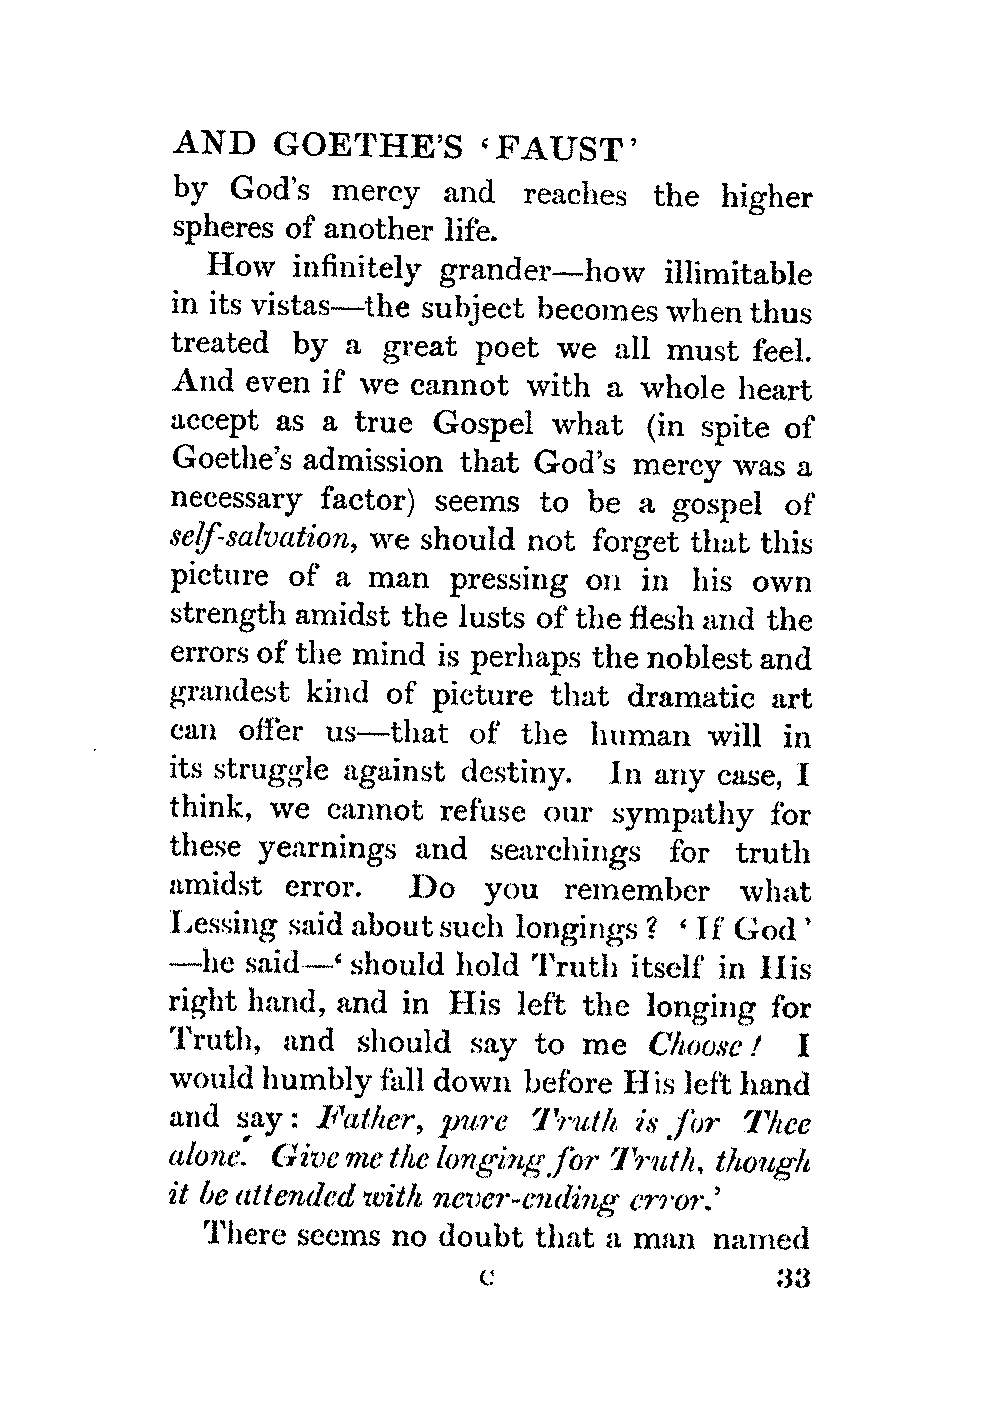 AND GOETHE'S ‘FAUST’
by God's mercy and reaches the higher
spheres of another life.
How infinitely grander—how illimitable
in its vistas—the subject becomes when thus
treated by a great poet we all must feel.
And even if we cannot with a whole heart
accept as a true Gospel what (in spite of
Goethe's admission that God's mercy was a
necessary factor) seems to be a gospel of
self-salvation, we should not forget that this
picture of a man pressing on in his own
strength amidst the lusts of the flesh and the
errors of the mind is perhaps the noblest and
grandest kind of picture that dramatic art
can offer us—that of the human will in
its struggle against destiny. In any case, I
think, we cannot refuse our sympathy for
these yearnings and searchings for truth
amidst error. Do you remember what
Lessing said about such longings? ‘If God’
—he said—‘should hold Truth itself in His
right hand, and in His left the longing for
Truth, and should say to me Choose! I
would humbly fall down before His left hand
and say: Father, pure Truth is for Thee
alone. Give me the longing for Truth, though
it be attended with never-ending error.’
There seems no doubt that a man named
C 33